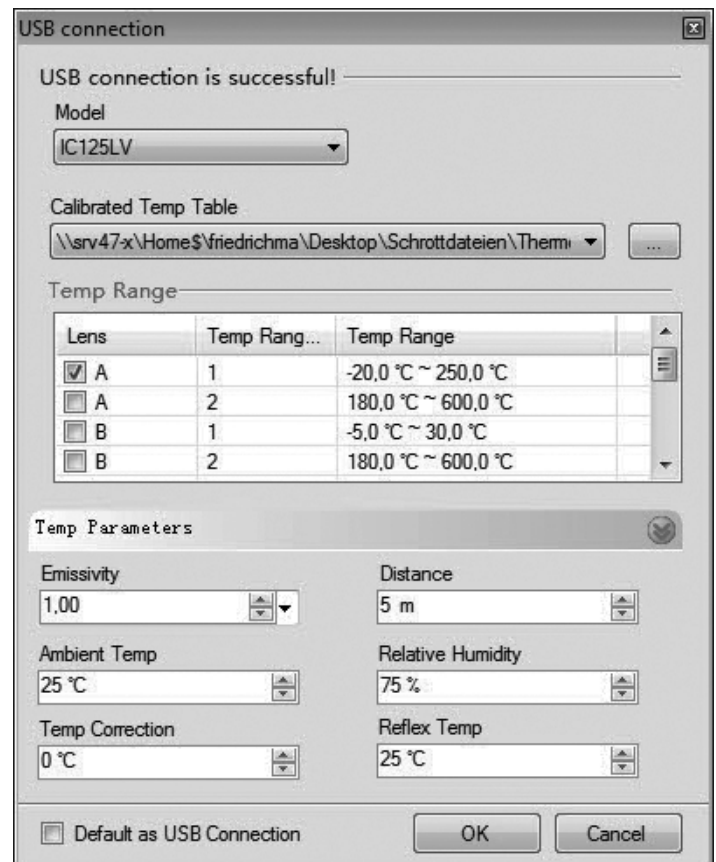 USB connection
USB connection is successful!
Model
IC125LV
Calibrated Temp Table
\\srv47-x\Home$\friedrichma\Desktop\Schrottdateien\Therm
...
Temp Range
Lens Temp Rang... Temp Range
A 1 -20,0 °C ~ 250,0 °C
A 2 180,0 °C ~ 600,0 °C
B 1 -5,0 °C ~ 30,0 °C
B 2 180,0 °C ~ 600,0 °C
Temp Parameters
Emissivity Distance
1,00 5 m
Ambient Temp Relative Humidity
25 °C 75 %
Temp Correction Reflex Temp
0 °C 25 °C
Default as USB Connection OK Cancel